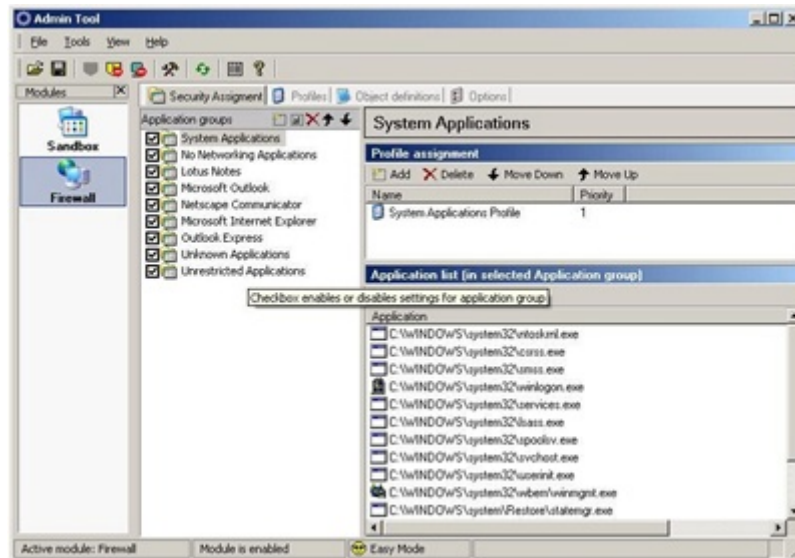 Admin Tool
File Tools View Help
Modules
Security Assigment Profiles Object definitions Options
Sandbox
Firewall
Application groups
System Applications
No Networking Applications
Lotus Notes
Microsoft Outlook
Netscape Communicator
Microsoft Internet Explorer
Outlook Express
Unknown Applications
Unrestricted Applications
Checkbox enables or disables settings for application group
System Applications
Profile assignment
Add Delete Move Down Move Up
Name Priority
System Applications Profile 1
Application list (in selected Application group)
Application
C:\WINDOWS\system32\ntoskrnl.exe
C:\WINDOWS\system32\csrss.exe
C:\WINDOWS\system32\smss.exe
C:\WINDOWS\system32\winlogon.exe
C:\WINDOWS\system32\services.exe
C:\WINDOWS\system32\lsass.exe
C:\WINDOWS\system32\spoolsv.exe
C:\WINDOWS\system32\svchost.exe
C:\WINDOWS\system32\userinit.exe
C:\WINDOWS\system32\wbem\winmgmt.exe
C:\WINDOWS\system\Restore\statemgr.exe
Active module: Firewall Module is enabled Easy Mode